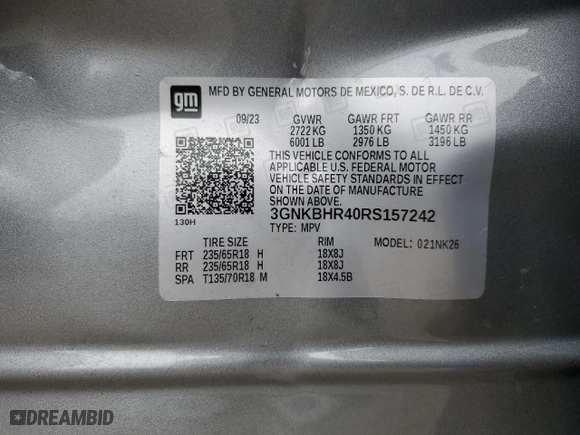 gm
MFD BY GENERAL MOTORS DE MEXICO, S. DE R.L. DE C.V.
09/23 GVWR GAWR FRT GAWR RR
2722 KG 1350 KG 1450 KG
6001 LB 2976 LB 3196 LB
THIS VEHICLE CONFORMS TO ALL
APPLICABLE U.S. FEDERAL MOTOR
VEHICLE SAFETY STANDARDS IN EFFECT
ON THE DATE OF MANUFACTURE
SHOWN ABOVE.
130H 3GNKBHR40RS157242
TYPE: MPV
TIRE SIZE RIM MODEL: 021NK26
FRT 235/65R18 H 18X8J
RR 235/65R18 H 18X8J
SPA T135/70R18 M 18X4.5B
DREAMBID